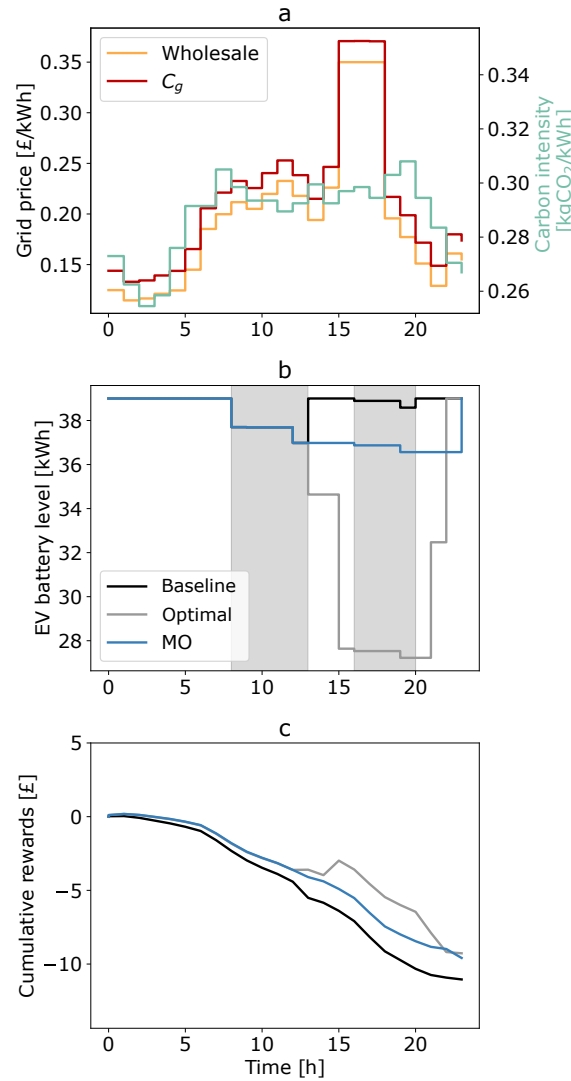 a
Grid price [£/kWh]
0.35
0.30
0.25
0.20
0.15
Wholesale
C_g
0.34
0.32
0.30
0.28
0.26
Carbon intensity
[kgCO₂/kWh]
0 5 10 15 20
b
EV battery level [kWh]
38
36
34
32
30
28
Baseline
Optimal
MO
0 5 10 15 20
c
Cumulative rewards [£]
5
0
−5
−10
0 5 10 15 20
Time [h]